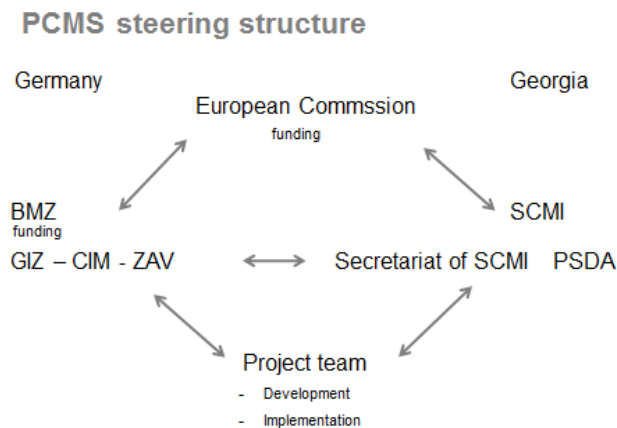 PCMS steering structure
Germany
Georgia
European Commssion
funding
BMZ
funding
SCMI
GIZ – CIM - ZAV
Secretariat of SCMI PSDA
Project team
- Development
- Implementation